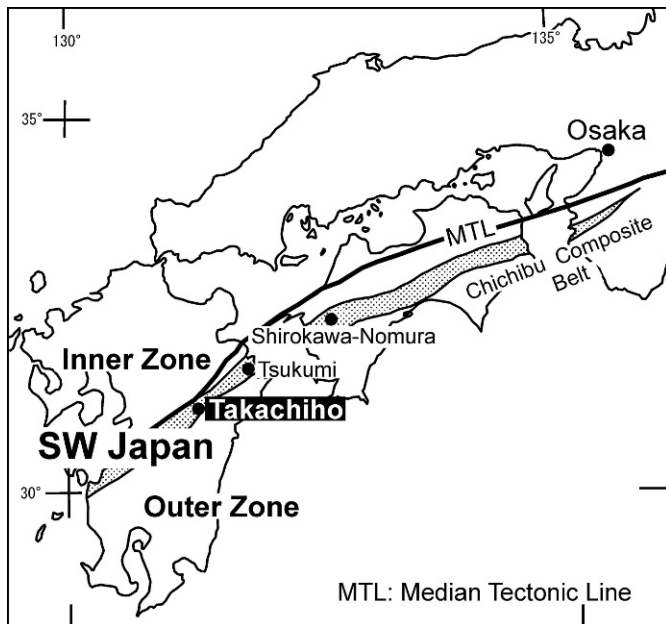 130°
135°
35°
Osaka
MTL
Chichibu Composite
Belt
Shirokawa-Nomura
Inner Zone
Tsukumi
Takachiho
SW Japan
30°
Outer Zone
MTL: Median Tectonic Line